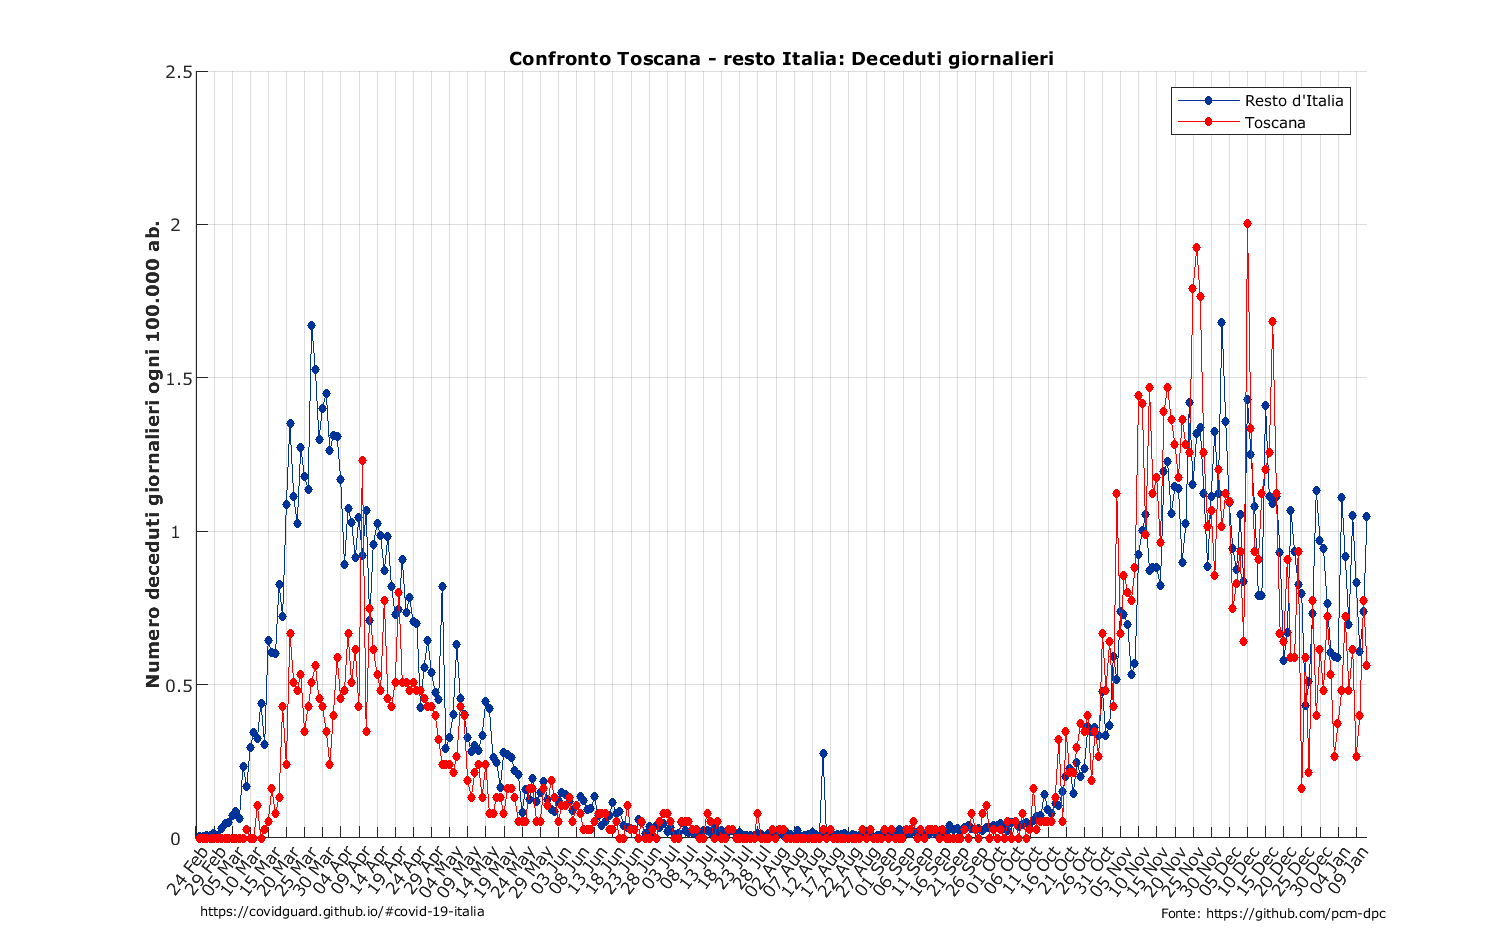 Confronto Toscana - resto Italia: Deceduti giornalieri
Numero deceduti giornalieri ogni 100.000 ab.
2.5
2
1.5
1
0.5
0
Resto d'Italia
Toscana
24 Feb
29 Feb
05 Mar
10 Mar
15 Mar
20 Mar
25 Mar
30 Mar
04 Apr
09 Apr
14 Apr
19 Apr
24 Apr
29 Apr
04 May
09 May
14 May
19 May
24 May
29 May
03 Jun
08 Jun
13 Jun
18 Jun
23 Jun
28 Jun
03 Jul
08 Jul
13 Jul
18 Jul
23 Jul
28 Jul
02 Aug
07 Aug
12 Aug
17 Aug
22 Aug
27 Aug
01 Sep
06 Sep
11 Sep
16 Sep
21 Sep
26 Sep
01 Oct
06 Oct
11 Oct
16 Oct
21 Oct
26 Oct
31 Oct
05 Nov
10 Nov
15 Nov
20 Nov
25 Nov
30 Nov
05 Dec
10 Dec
15 Dec
20 Dec
25 Dec
30 Dec
04 Jan
09 Jan
https://covidguard.github.io/#covid-19-italia
Fonte: https://github.com/pcm-dpc